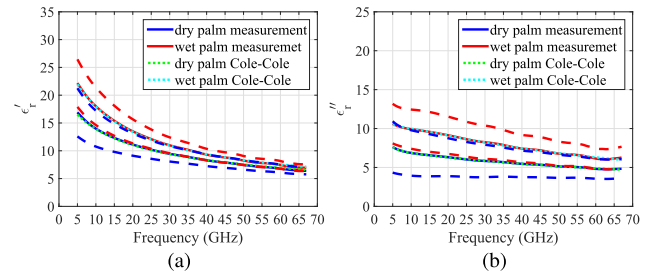 40
35
30
25
20
15
10
5
0
ϵr′
0 5 10 15 20 25 30 35 40 45 50 55 60 65 70
Frequency (GHz)
dry palm measurement
wet palm measuremet
dry palm Cole-Cole
wet palm Cole-Cole
(a)
25
20
15
10
5
0
ϵr″
0 5 10 15 20 25 30 35 40 45 50 55 60 65 70
Frequency (GHz)
dry palm measurement
wet palm measuremet
dry palm Cole-Cole
wet palm Cole-Cole
(b)